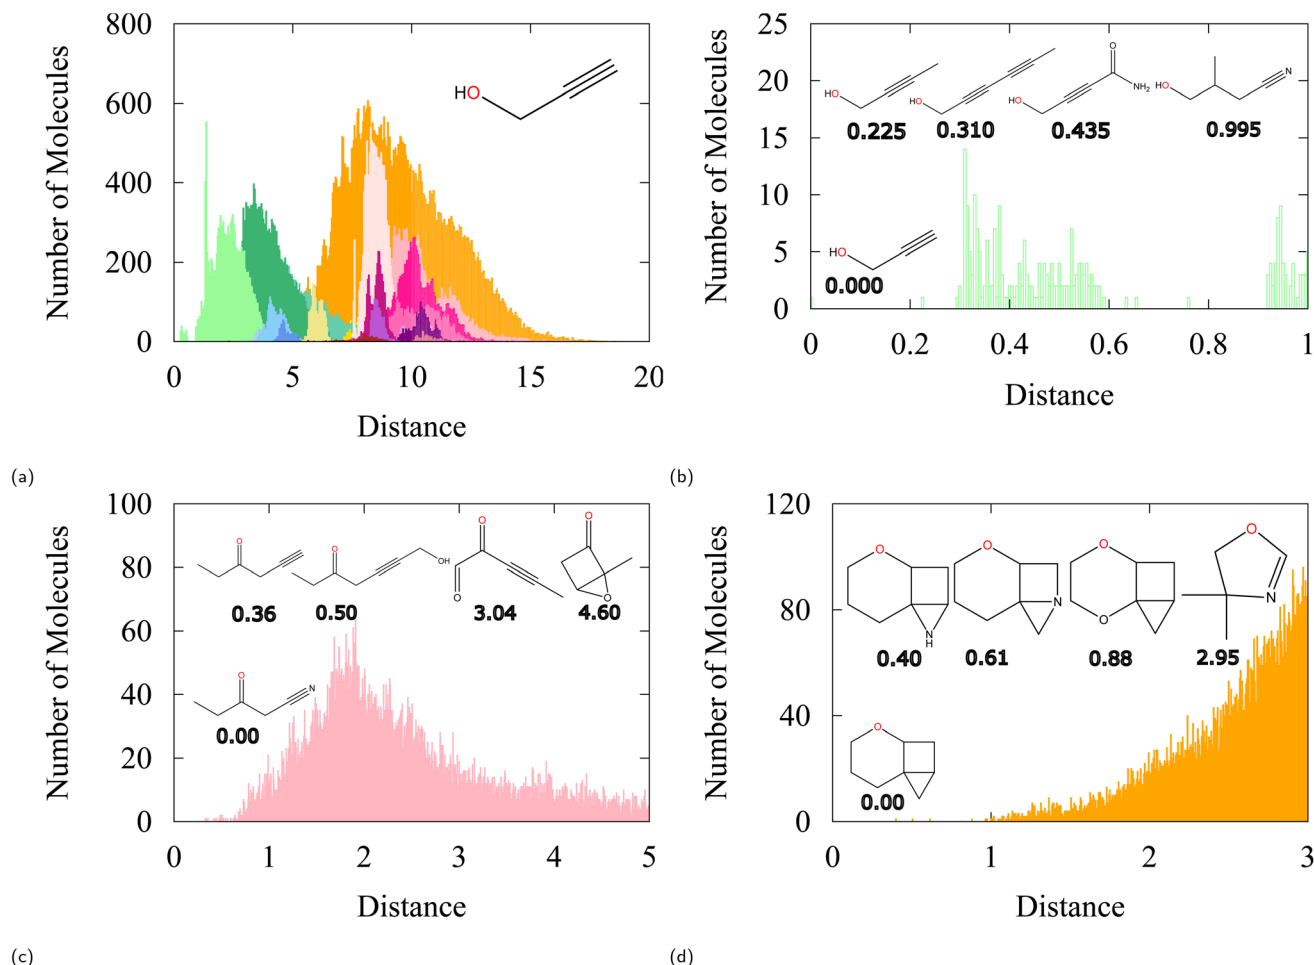 800
600
400
200
0
Number of Molecules
HO
0
5
10
15
20
Distance
(a)
25
20
15
10
5
0
Number of Molecules
HO
HO
HO
O
NH₂
HO
N
0.225
0.310
0.435
0.995
HO
0.000
0
0.2
0.4
0.6
0.8
1
Distance
(b)
100
80
60
40
20
0
Number of Molecules
O
O
OH
O
O
O
O
0.36
0.50
3.04
4.60
O
N
0.00
0
1
2
3
4
5
Distance
(c)
120
80
40
0
Number of Molecules
O
N
H
O
N
O
O
O
N
0.40
0.61
0.88
2.95
O
0.00
0
1
2
3
Distance
(d)